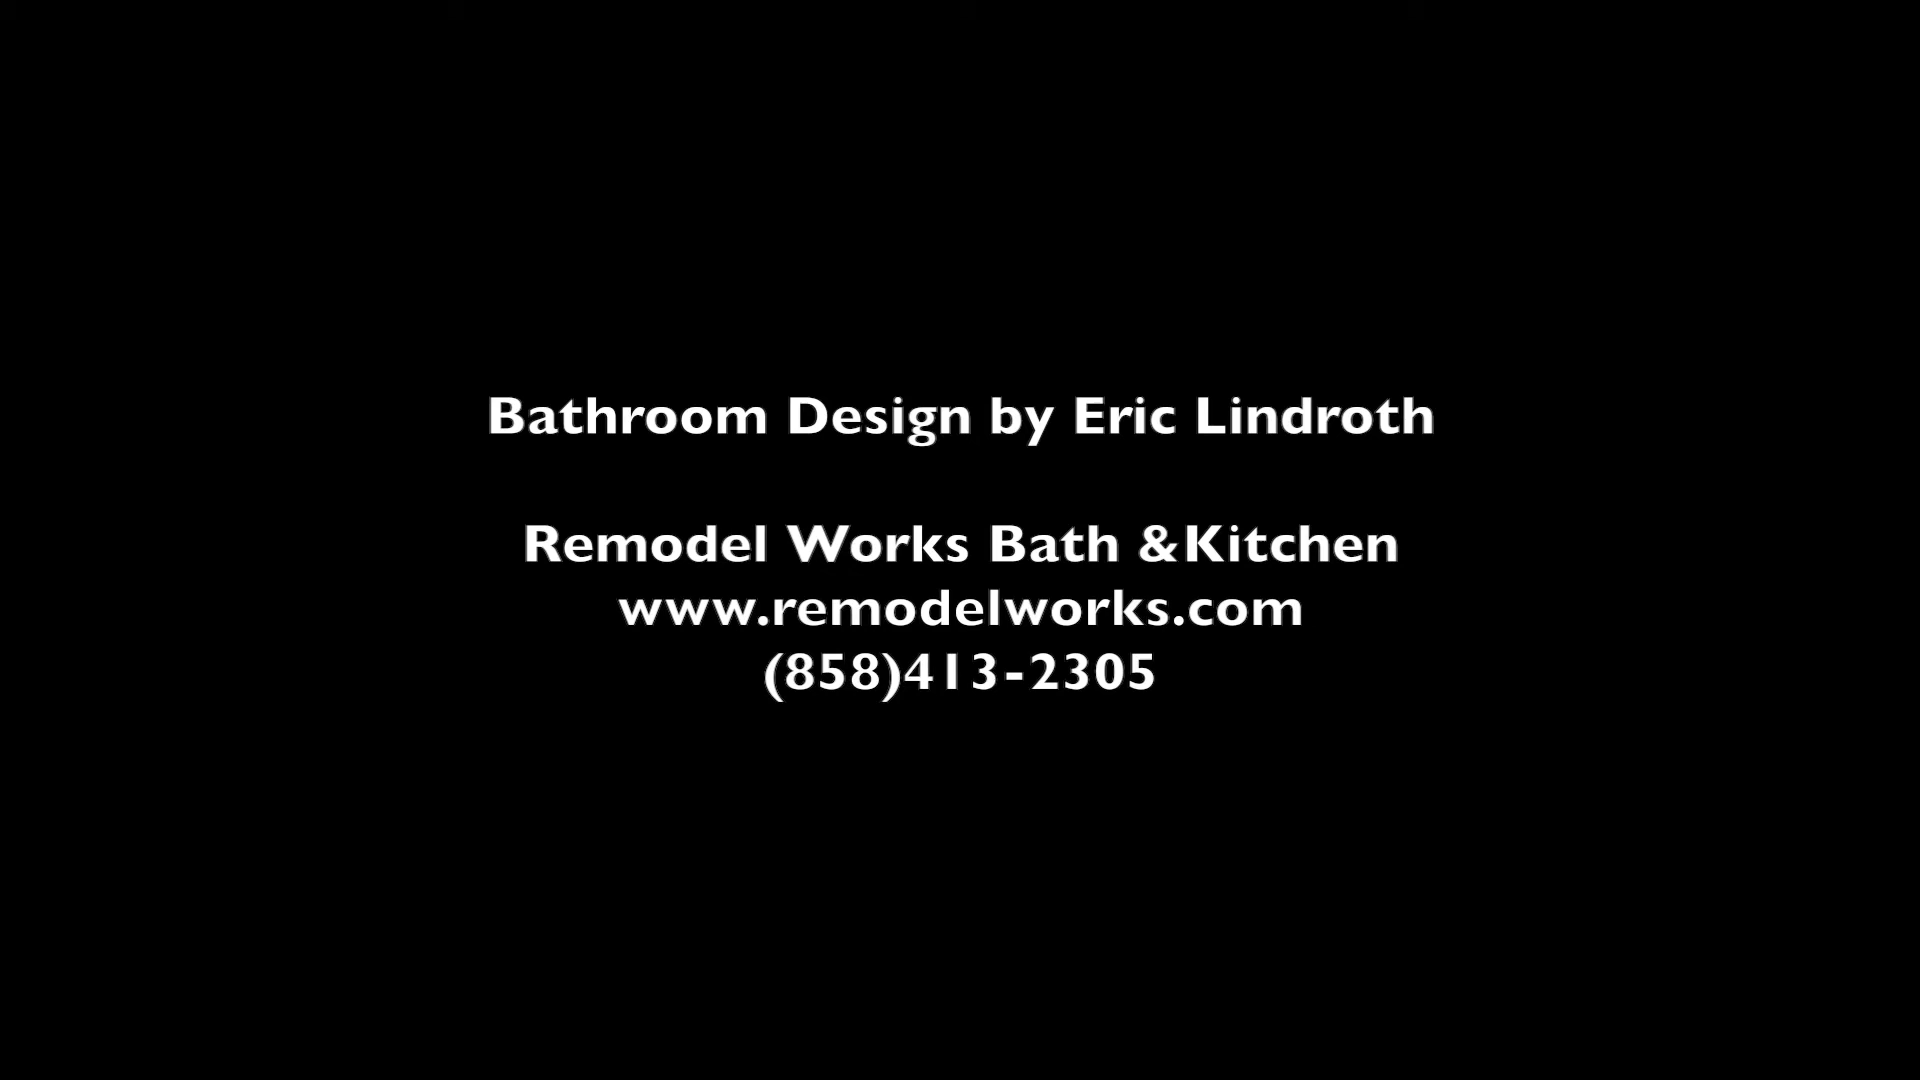 Bathroom Design by Eric Lindroth
Remodel Works Bath &Kitchen
www.remodelworks.com
(858)413-2305